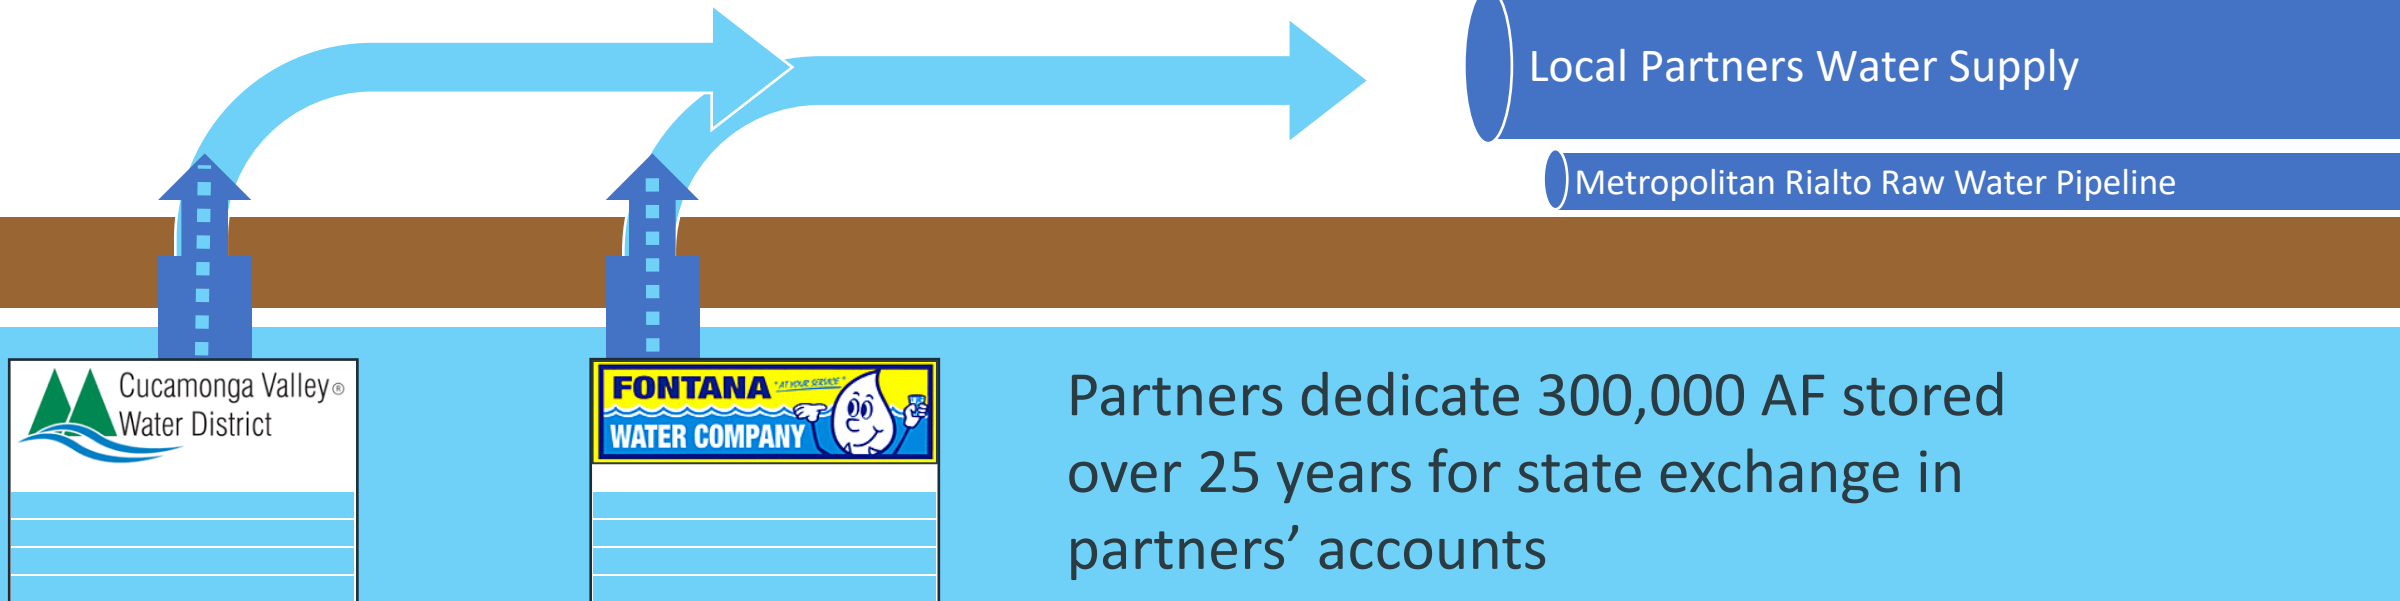 Local Partners Water Supply
Metropolitan Rialto Raw Water Pipeline
Cucamonga Valley®
Water District
FONTANA "AT YOUR SERVICE"
WATER COMPANY
Partners dedicate 300,000 AF stored
over 25 years for state exchange in
partners’ accounts